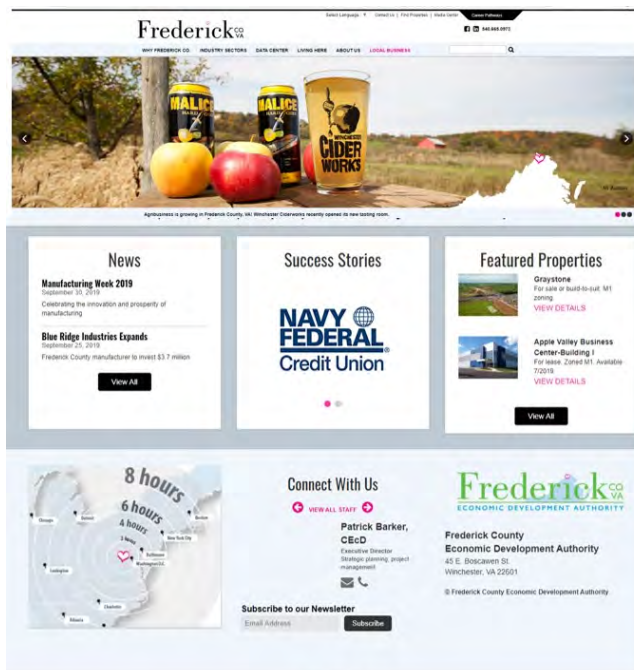 Select Language ▼ Contact Us | Find Properties | Media Center Career Pathways
Frederick CO VA
540.665.0973
WHY FREDERICK CO. INDUSTRY SECTORS DATA CENTER LIVING HERE ABOUT US LOCAL BUSINESS
MALICE
MALICE
WINCHESTER
CIDER
WORKS
Agribusiness is growing in Frederick County, VA! Winchester Ciderworks recently opened its new tasting room.
News
Manufacturing Week 2019
September 30, 2019
Celebrating the innovation and prosperity of
manufacturing
Blue Ridge Industries Expands
September 25, 2019
Frederick County manufacturer to invest $3.7 million
View All
Success Stories
NAVY
FEDERAL
Credit Union
Featured Properties
Graystone
For sale or build-to-suit. M1
zoning
VIEW DETAILS
Apple Valley Business
Center-Building I
For lease. Zoned M1. Available
7/2019
VIEW DETAILS
View All
8 hours
6 hours
4 hours
2 hours
Chicago
Detroit
Boston
New York City
Baltimore
Washington D.C.
Lexington
Charlotte
Atlanta
Connect With Us
VIEW ALL STAFF
Patrick Barker,
CEcD
Executive Director
Strategic planning, project
management
Subscribe to our Newsletter
Email Address Subscribe
Frederick CO VA
ECONOMIC DEVELOPMENT AUTHORITY
Frederick County
Economic Development Authority
45 E. Boscawen St.
Winchester, VA 22601
© Frederick County Economic Development Authority